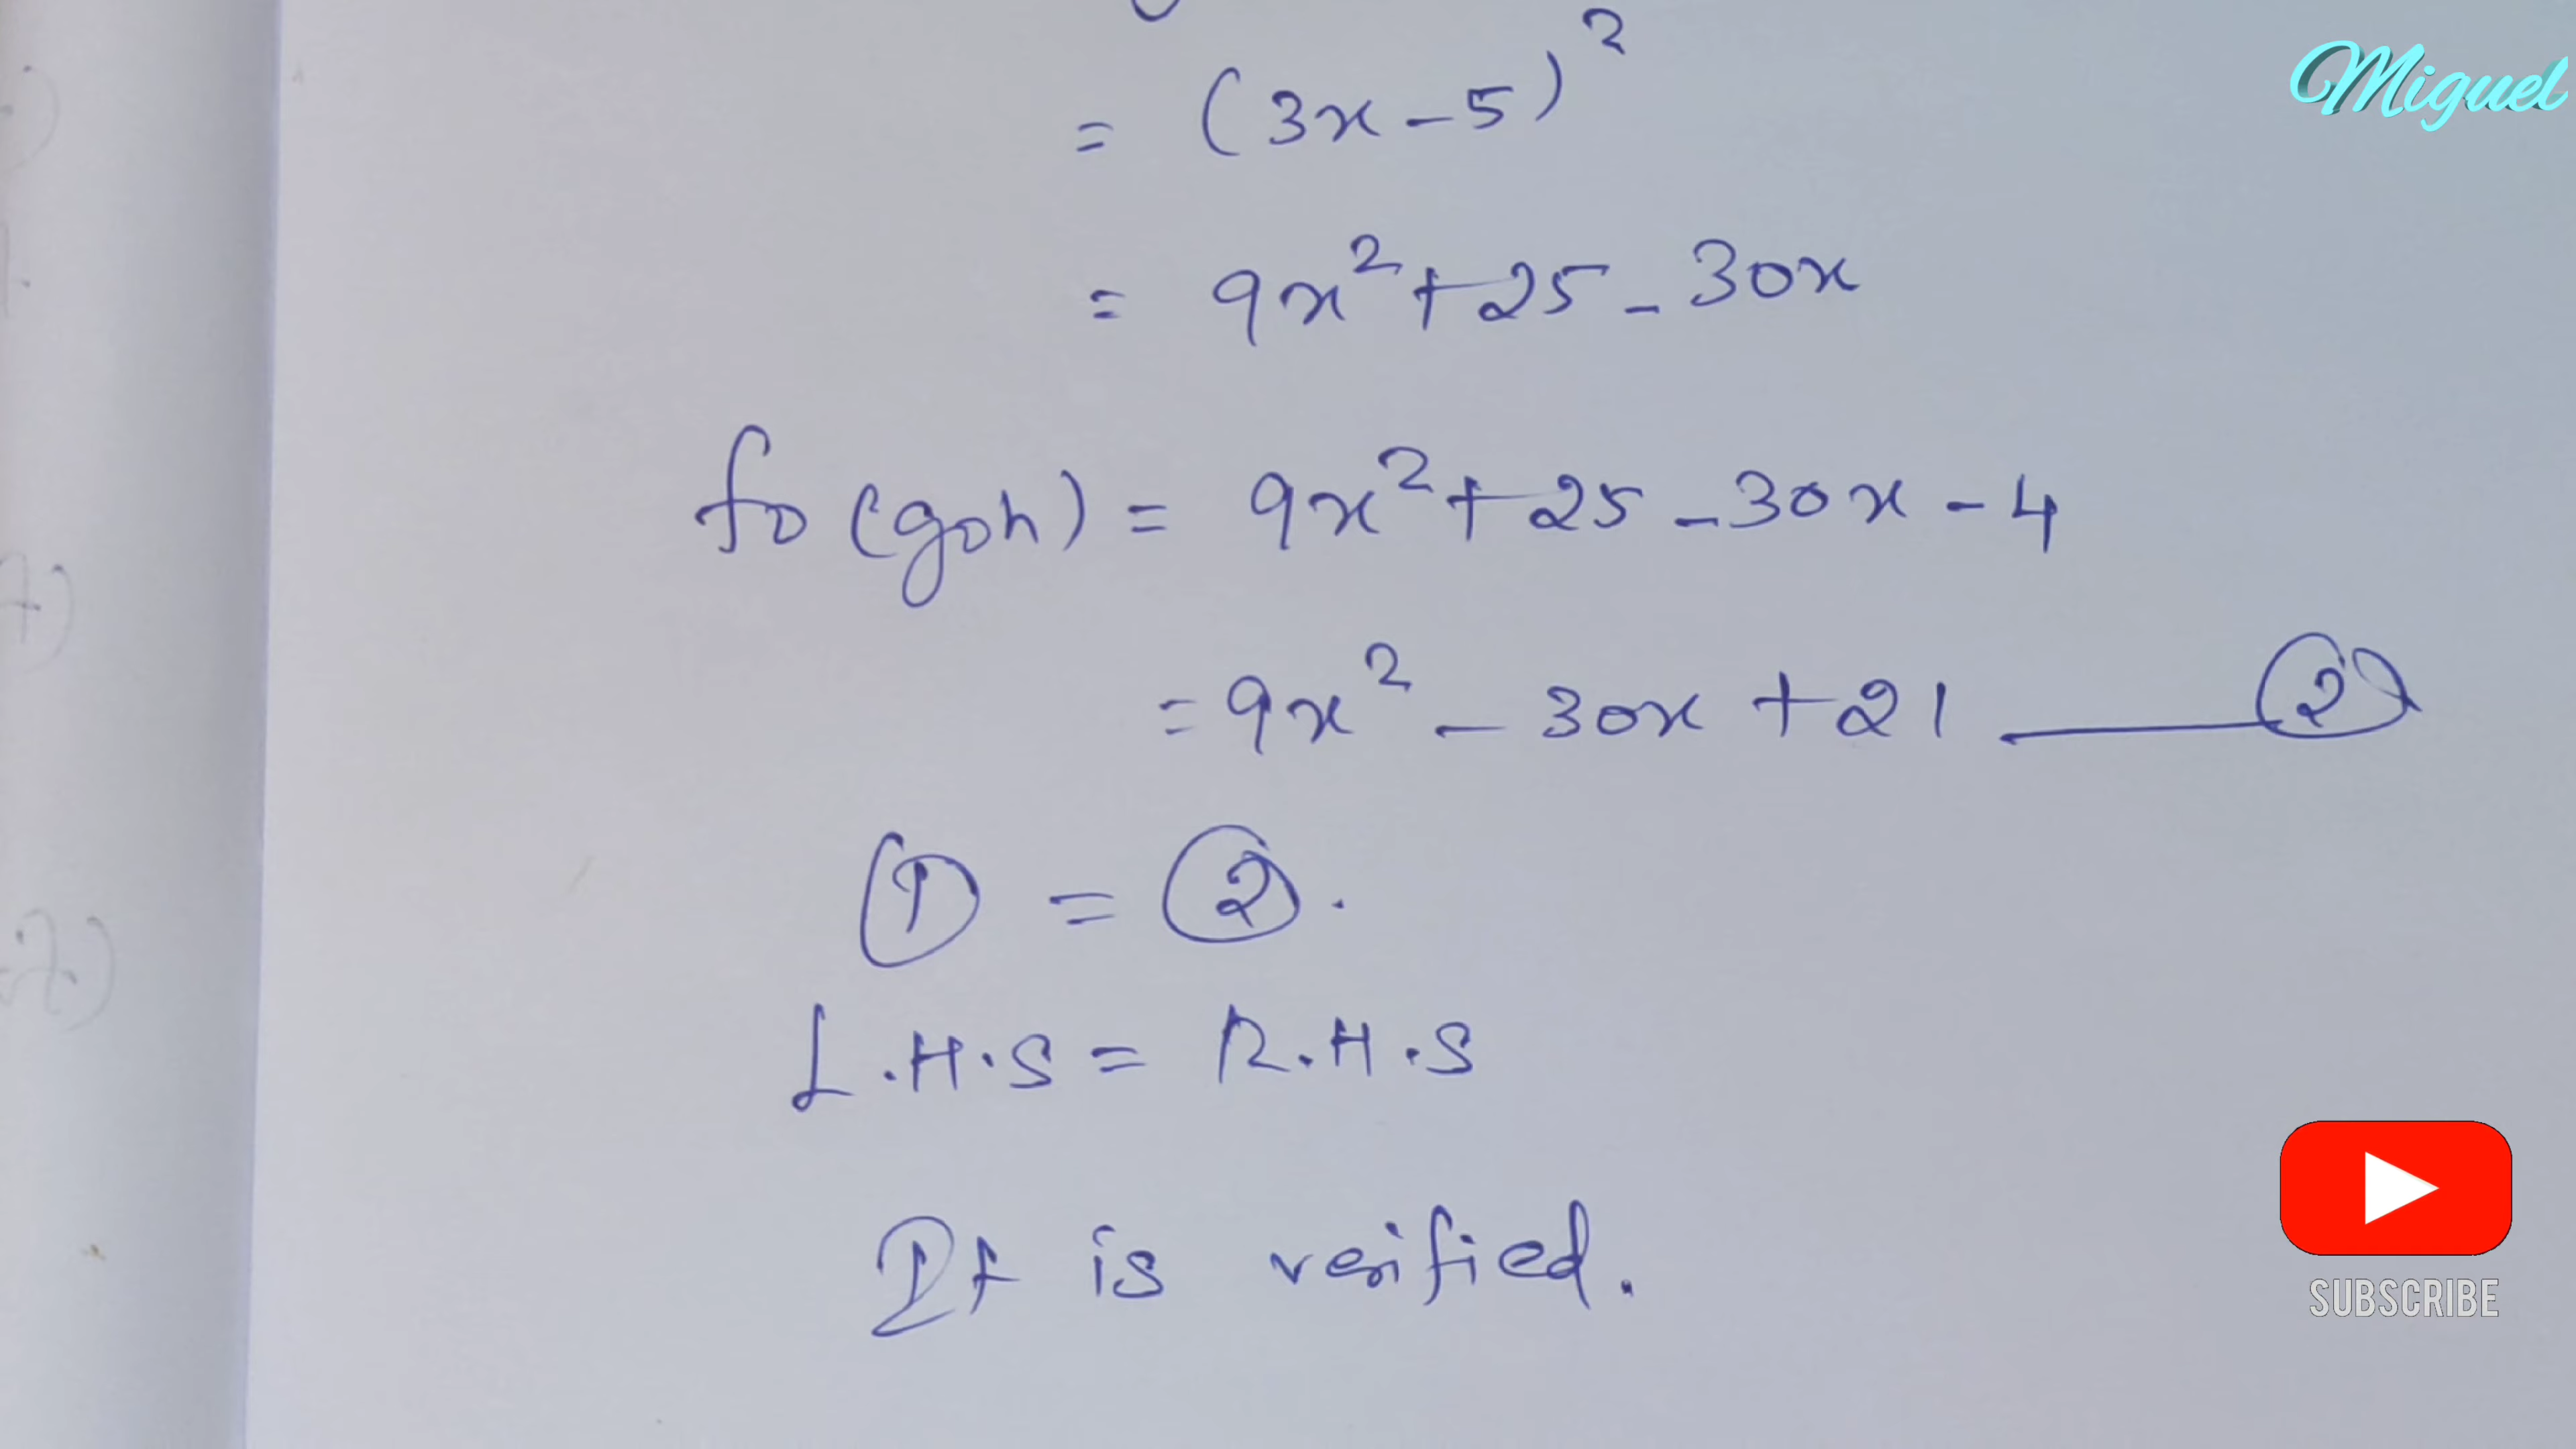 = (3x - 5)²
Miguel
= 9x² + 25 - 30x
fo(goh) = 9x² + 25 - 30x - 4
= 9x² - 30x + 21 ——— ②
① = ②.
L.H.S = R.H.S
It is verified.
SUBSCRIBE